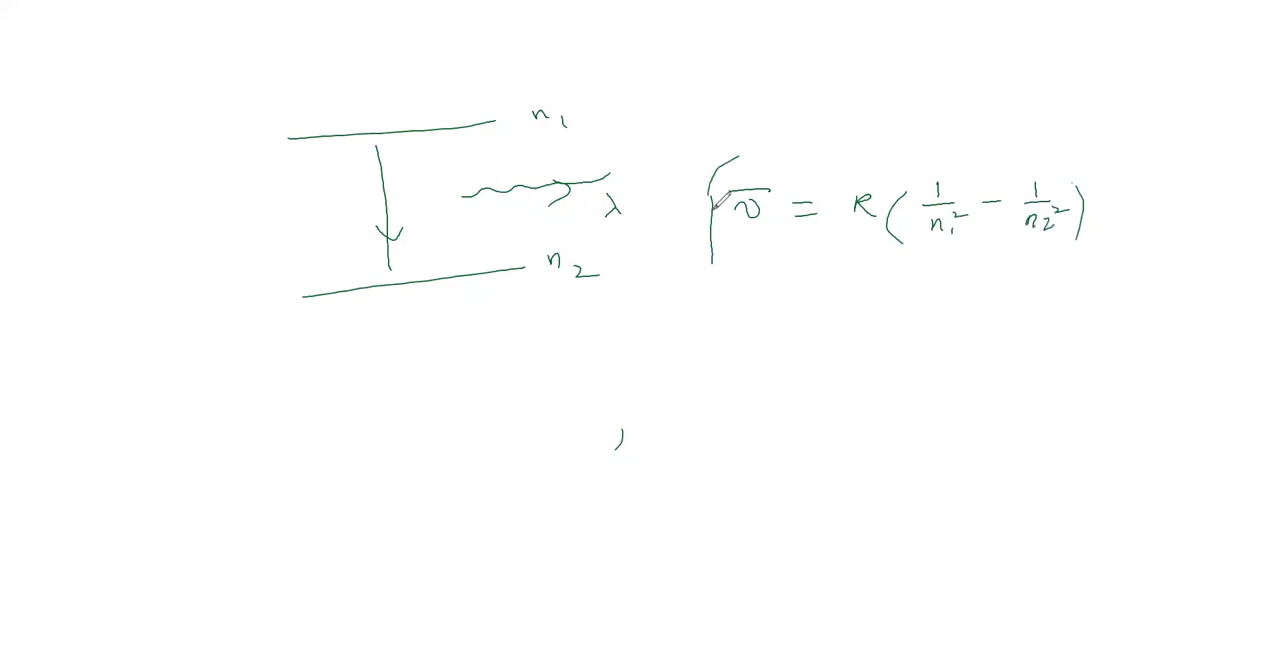 n₁
λ
ν̅ = R(1/n₁² − 1/n₂²)
n₂